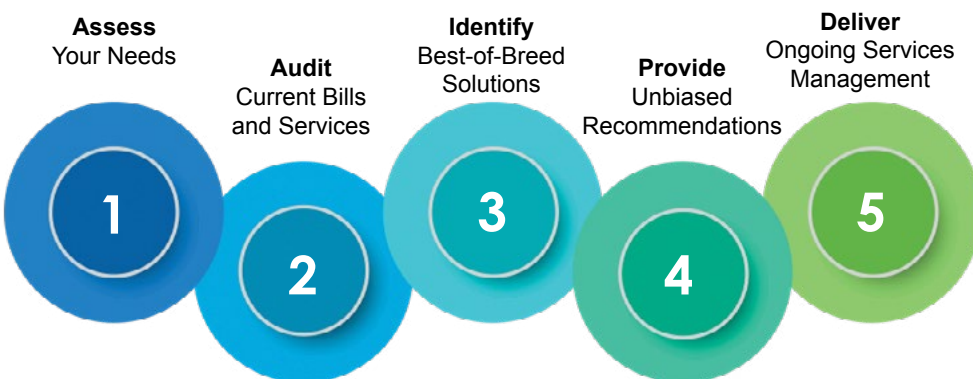 Assess
Your Needs
1
Audit
Current Bills
and Services
2
Identify
Best-of-Breed
Solutions
3
Provide
Unbiased
Recommendations
4
Deliver
Ongoing Services
Management
5